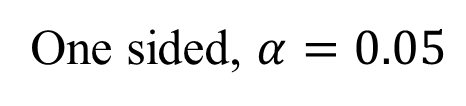 One sided, α = 0.05